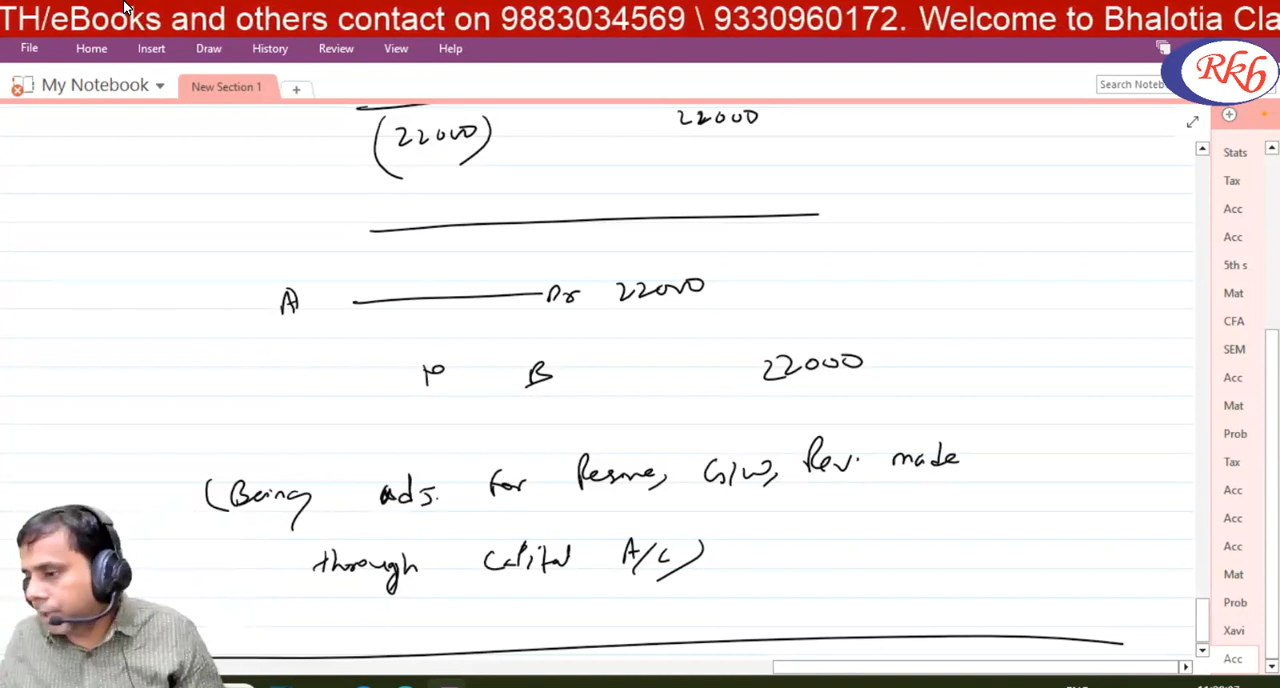 TH/eBooks and others contact on 9883034569 \ 9330960172. Welcome to Bhalotia Cla
File Home Insert Draw History Review View Help
Rkb
My Notebook New Section 1 + Search Noteb
22000
(22000)
A Dr 22000
To B 22000
(Being adj. for Reserve, G/W, Rev. made
through Capital A/C)
Stats
Tax
Acc
Acc
5th s
Mat
CFA
SEM
Acc
Mat
Prob
Tax
Acc
Acc
Acc
Mat
Prob
Xavi
Acc